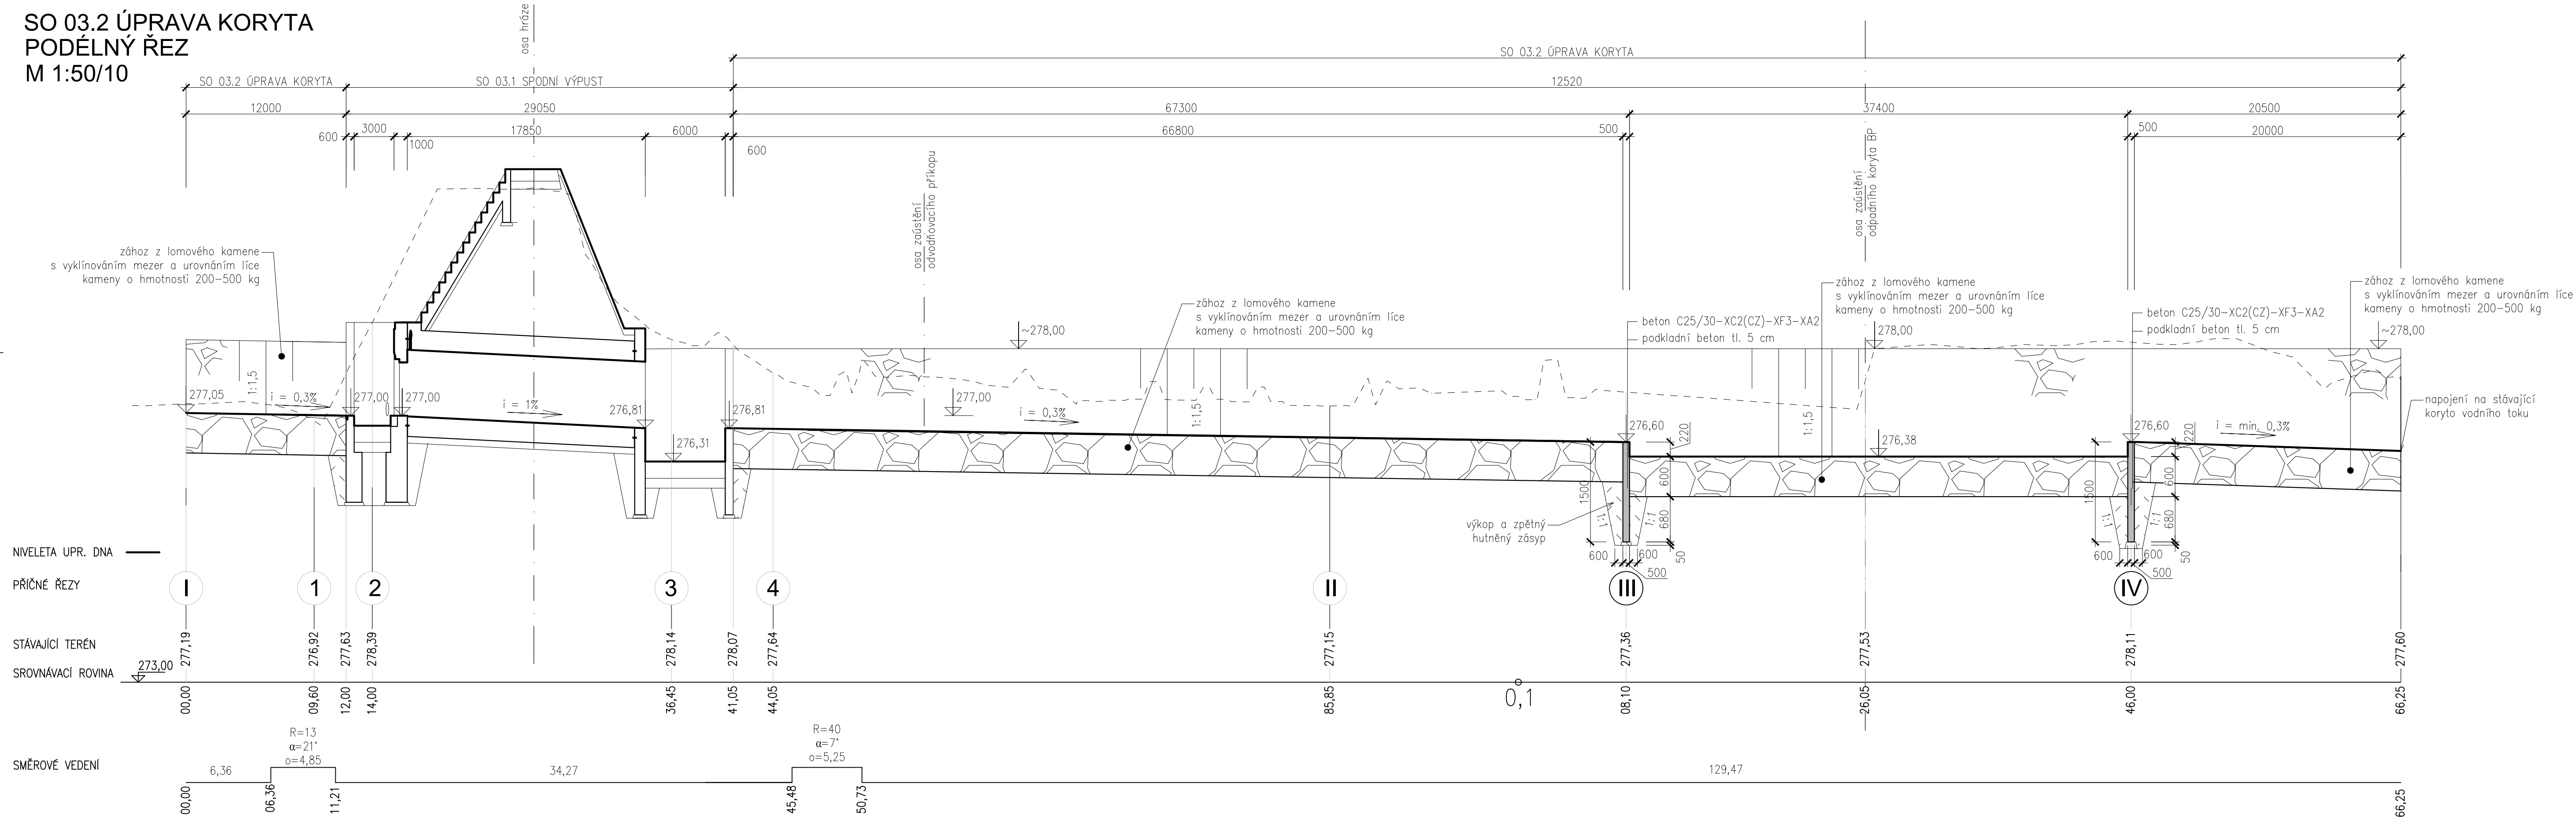 SO 03.2 ÚPRAVA KORYTA
PODÉLNÝ ŘEZ
M 1:50/10
osa hráze
SO 03.2 ÚPRAVA KORYTA
SO 03.2 ÚPRAVA KORYTA
SO 03.1 SPODNÍ VÝPUST
12520
12000
29050
67300
37400
20500
600
3000
1000
17850
6000
600
66800
500
500
20000
osa zaústění
odvodňovacího příkopu
osa zaústění
odpadního koryta BP
zához z lomového kamene
s vyklínováním mezer a urovnáním líce
kameny o hmotnosti 200-500 kg
zához z lomového kamene
s vyklínováním mezer a urovnáním líce
kameny o hmotnosti 200-500 kg
zához z lomového kamene
s vyklínováním mezer a urovnáním líce
kameny o hmotnosti 200-500 kg
zához z lomového kamene
s vyklínováním mezer a urovnáním líce
kameny o hmotnosti 200-500 kg
beton C25/30-XC2(CZ)-XF3-XA2
podkladní beton tl. 5 cm
beton C25/30-XC2(CZ)-XF3-XA2
podkladní beton tl. 5 cm
~278,00
278,00
~278,00
277,05
1:1,5
i = 0,3%
277,00
277,00
i = 1%
276,81
276,81
276,31
277,00
i = 0,3%
1:1,5
276,60
220
1:1,5
276,38
276,60
220
i = min. 0,3%
napojení na stávající
koryto vodního toku
výkop a zpětný
hutněný zásyp
1500
1:1
1:1
600
680
50
600
600
500
1500
1:1
1:1
600
680
50
600
600
500
NIVELETA UPR. DNA
PŘÍČNÉ ŘEZY
I
1
2
3
4
II
III
IV
STÁVAJÍCÍ TERÉN
277,19
276,92
277,63
278,39
278,14
278,07
277,64
277,15
277,36
277,53
278,11
277,60
SROVNÁVACÍ ROVINA
273,00
00,00
09,60
12,00
14,00
36,45
41,05
44,05
85,85
0,1
08,10
26,05
46,00
66,25
SMĚROVÉ VEDENÍ
6,36
R=13
α=21°
o=4,85
34,27
R=40
α=7°
o=5,25
129,47
00,00
06,36
11,21
45,48
50,73
66,25